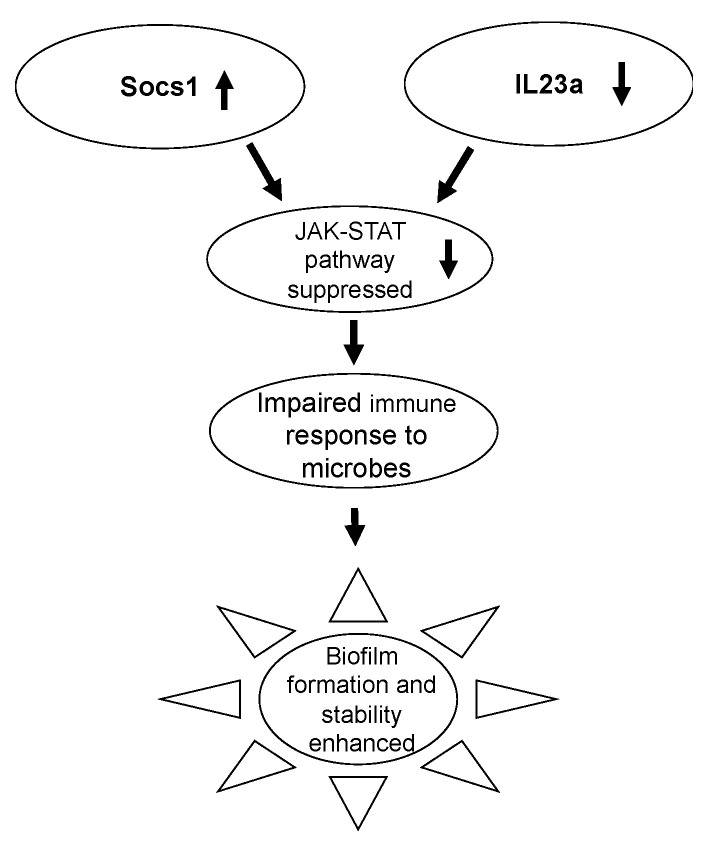 Socs1
IL23a
JAK-STAT
pathway
suppressed
Impaired immune
response to
microbes
Biofilm
formation and
stability
enhanced